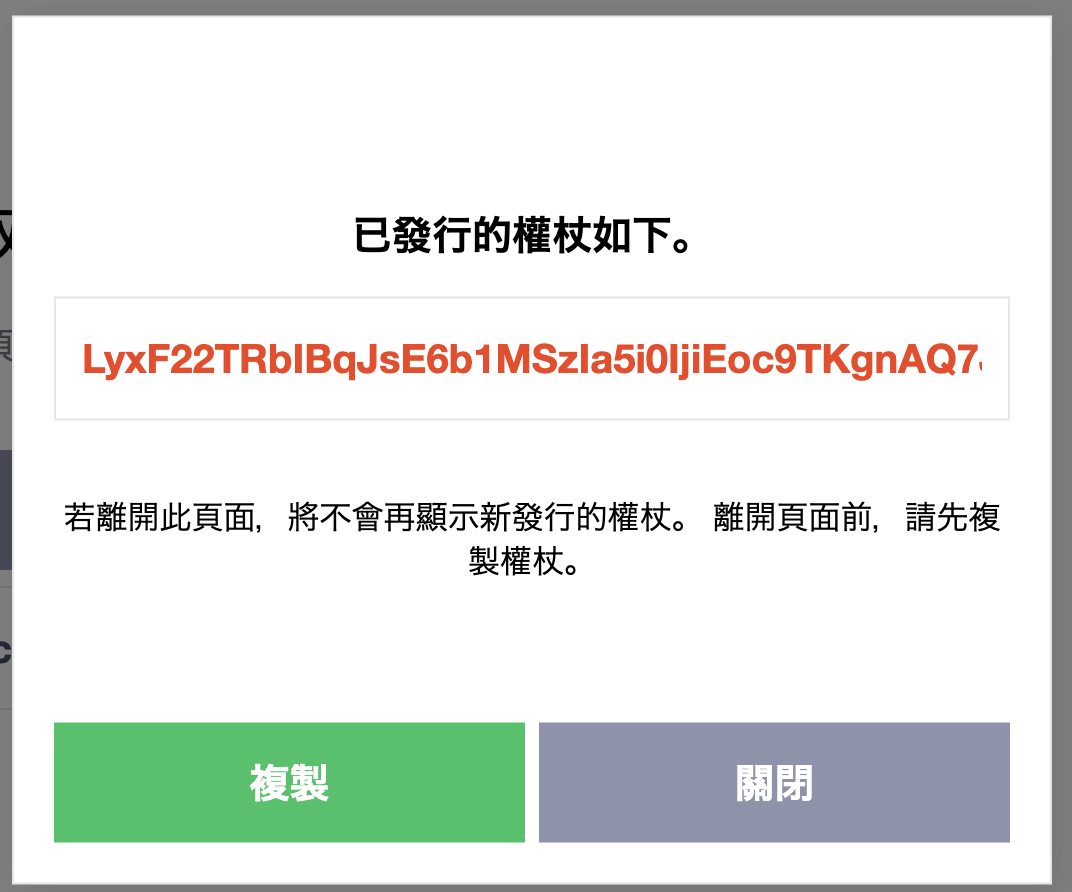 已發行的權杖如下。
LyxF22TRbIBqJsE6b1MSzIa5i0IjiEoc9TKgnAQ7
若離開此頁面，將不會再顯示新發行的權杖。 離開頁面前，請先複
製權杖。
複製
關閉